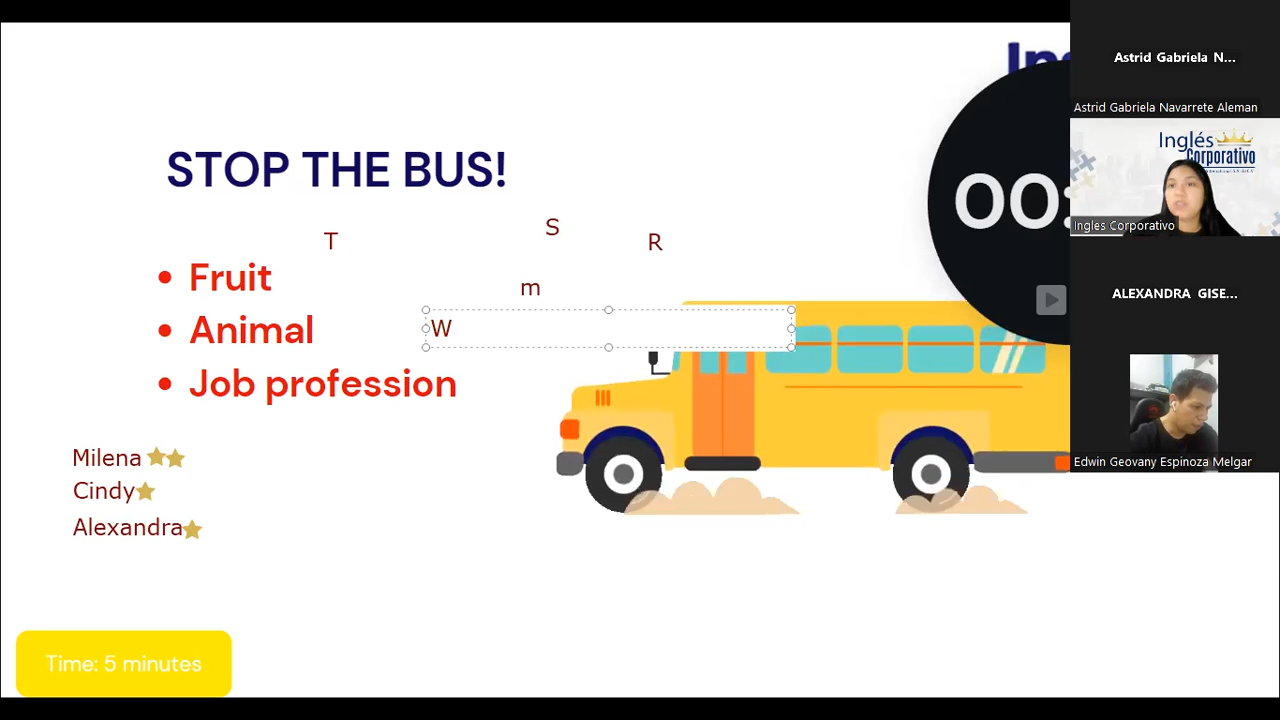 STOP THE BUS!
T
S
R
• Fruit
m
• Animal
W
• Job profession
Milena
Cindy
Alexandra
Time: 5 minutes
00:
Astrid Gabriela N...
Astrid Gabriela Navarrete Aleman
Inglés
Corporativo
Ingles Corporativo
ALEXANDRA GISE...
Edwin Geovany Espinoza Melgar